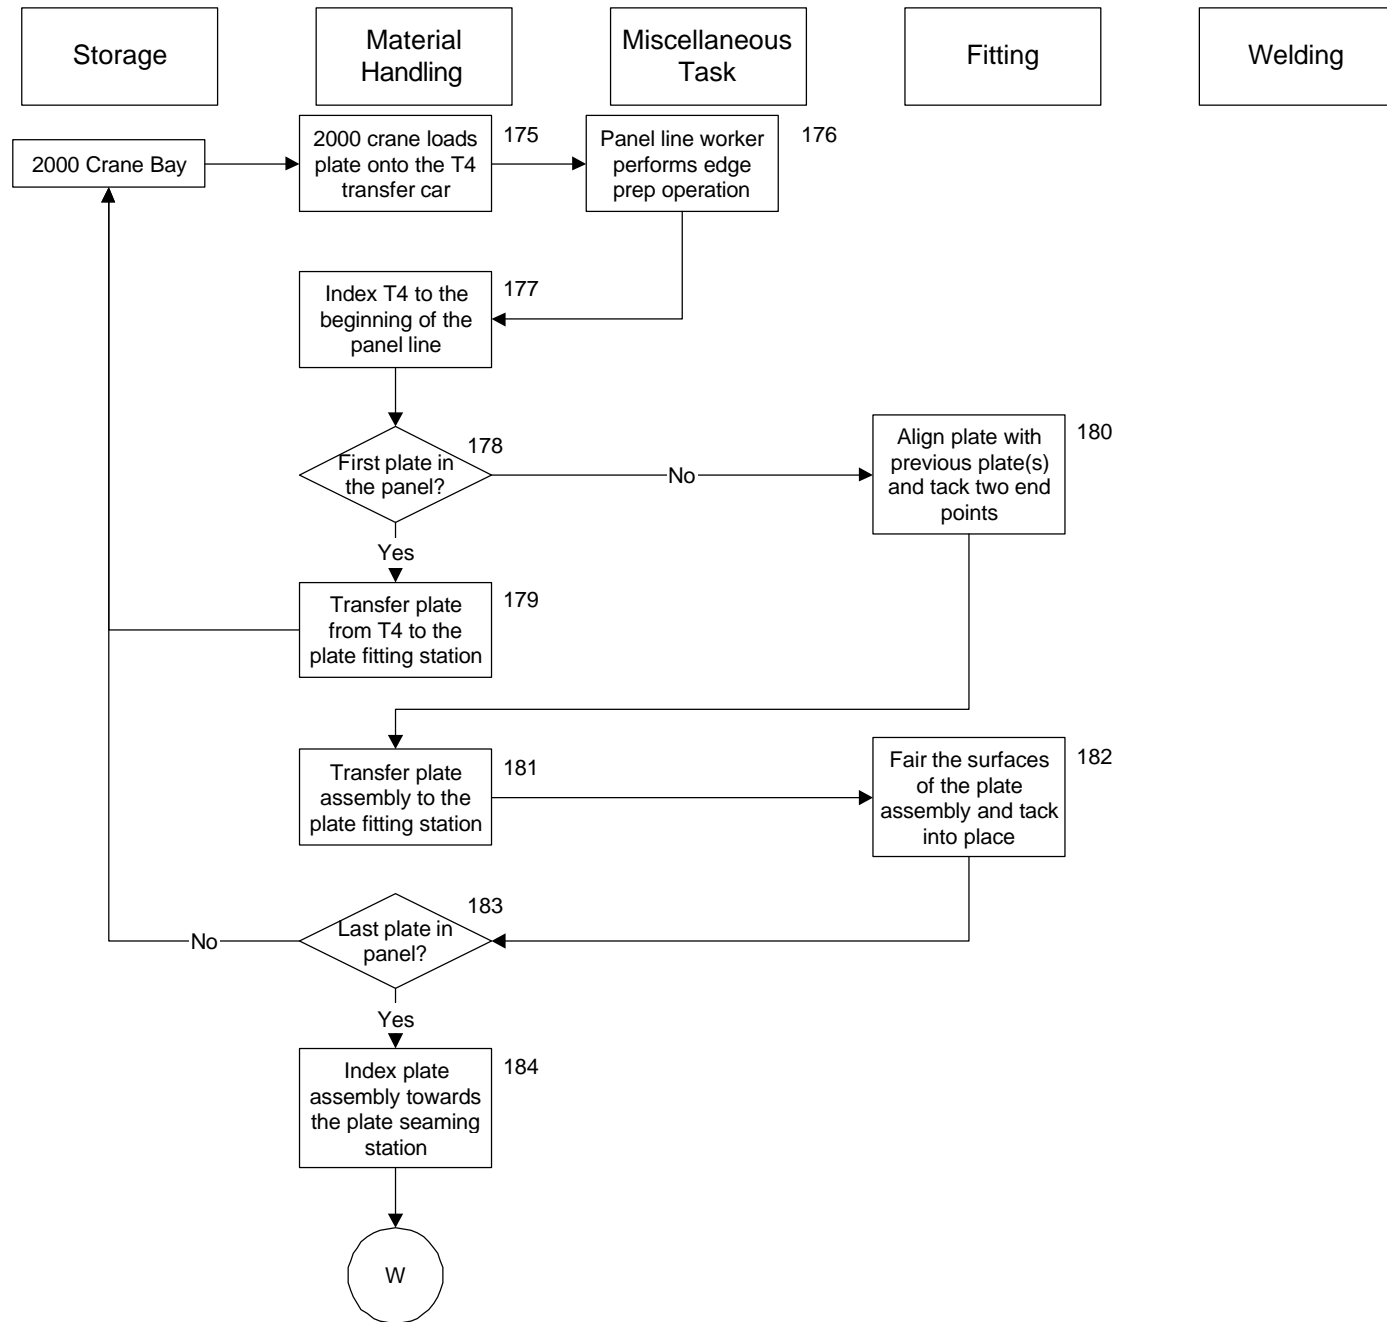 Storage
Material
Handling
Miscellaneous
Task
Fitting
Welding
2000 Crane Bay
2000 crane loads
plate onto the T4
transfer car
175
Panel line worker
performs edge
prep operation
176
Index T4 to the
beginning of the
panel line
177
First plate in
the panel?
178
No
Align plate with
previous plate(s)
and tack two end
points
180
Yes
Transfer plate
from T4 to the
plate fitting station
179
Transfer plate
assembly to the
plate fitting station
181
Fair the surfaces
of the plate
assembly and tack
into place
182
Last plate in
panel?
183
No
Yes
Index plate
assembly towards
the plate seaming
station
184
W